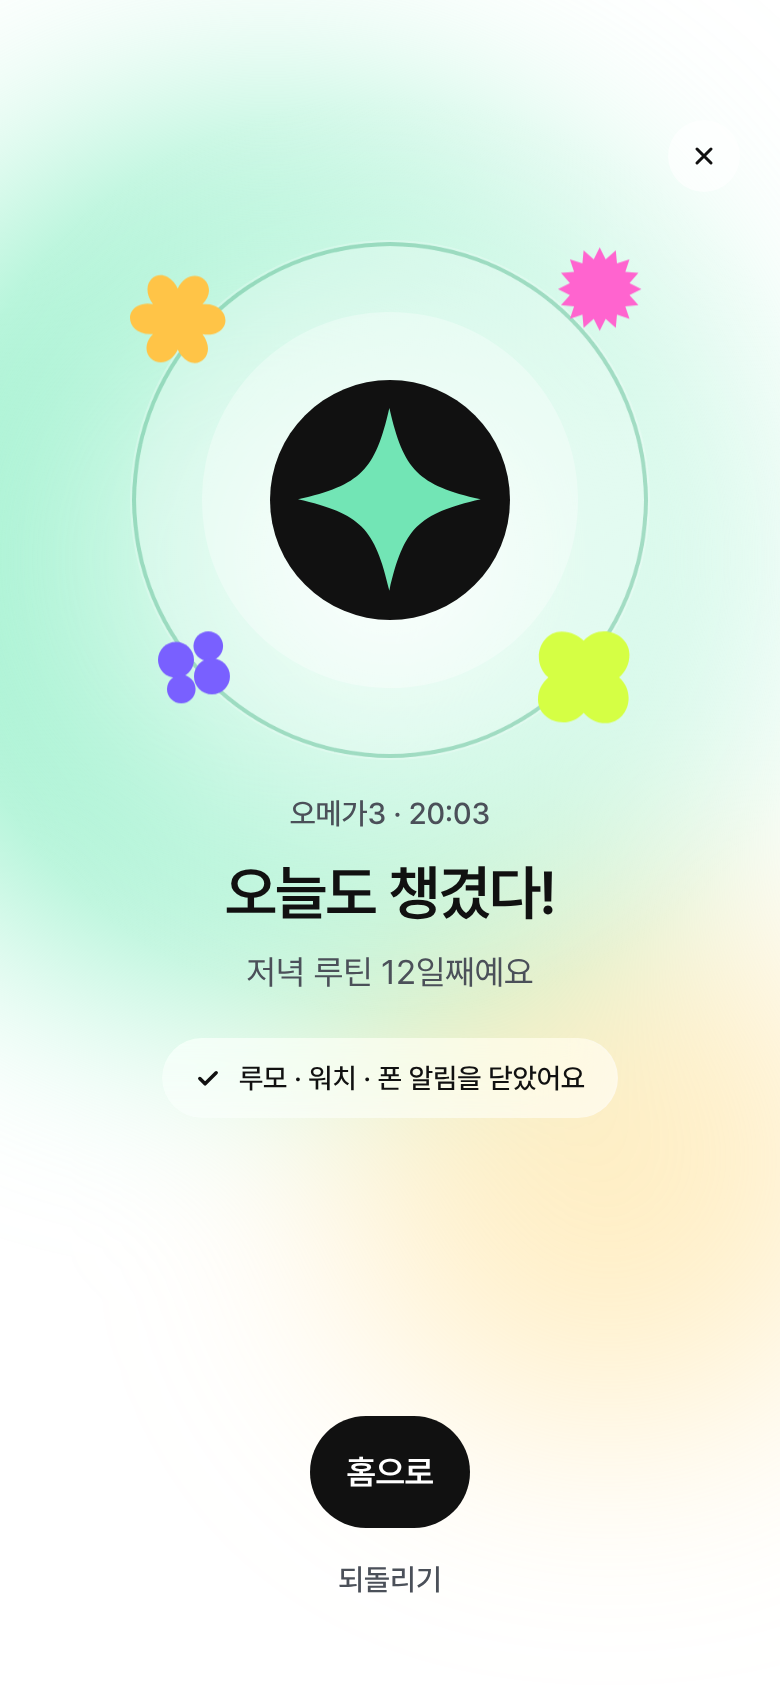 오메가3 · 20:03
오늘도 챙겼다!
저녁 루틴 12일째예요
루모 · 워치 · 폰 알림을 닫았어요
홈으로
되돌리기